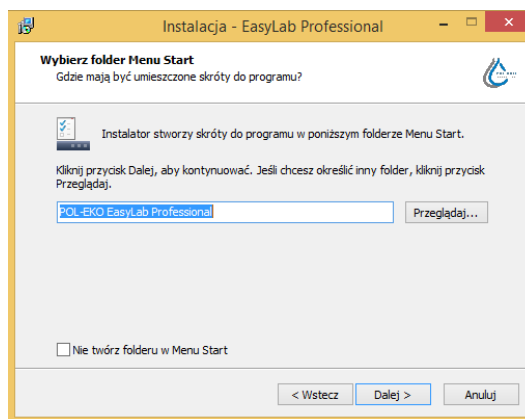 Instalacja - EasyLab Professional
Wybierz folder Menu Start
Gdzie mają być umieszczone skróty do programu?
Instalator stworzy skróty do programu w poniższym folderze Menu Start.
Kliknij przycisk Dalej, aby kontynuować. Jeśli chcesz określić inny folder, kliknij przycisk
Przeglądaj.
POL-EKO EasyLab Professional
Przeglądaj...
Nie twórz folderu w Menu Start
< Wstecz
Dalej >
Anuluj